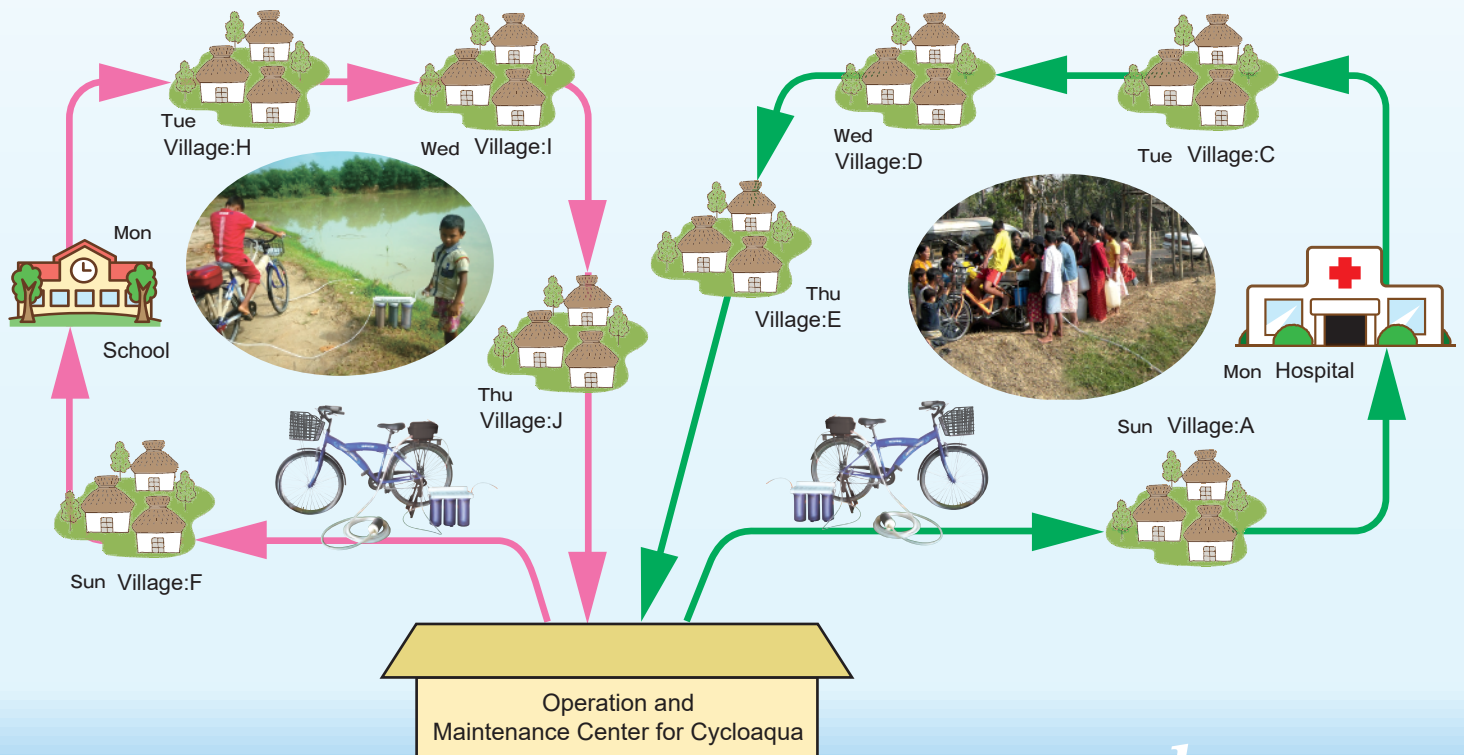 Tue
Village:H
Wed Village:I
Wed
Village:D
Tue Village:C
Mon
School
Thu
Village:J
Thu
Village:E
Mon Hospital
Sun Village:A
Sun Village:F
Operation and
Maintenance Center for Cycloaqua